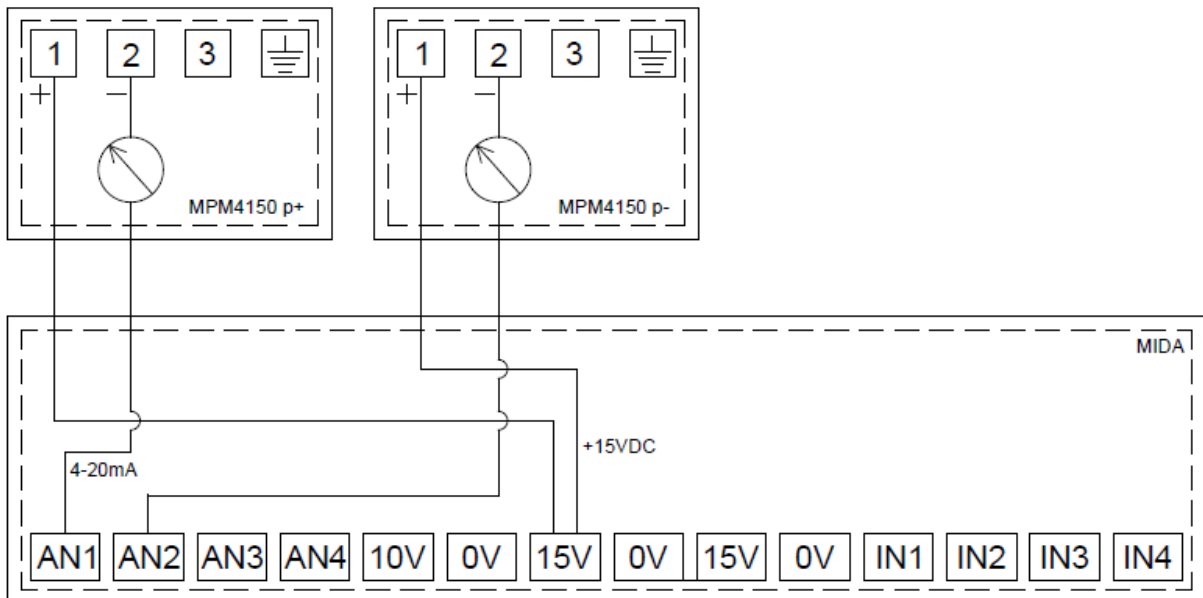 1 2 3
+ −
MPM4150 p+
1 2 3
+ −
MPM4150 p-
MIDA
+15VDC
4-20mA
AN1 AN2 AN3 AN4 10V 0V 15V 0V 15V 0V IN1 IN2 IN3 IN4